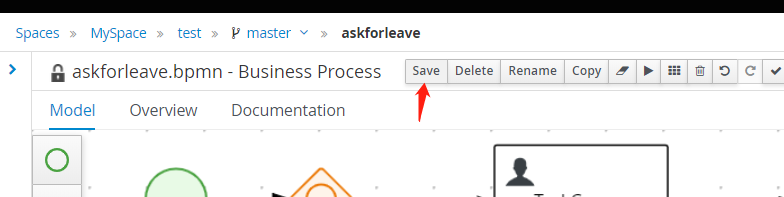 Spaces » MySpace » test » master » askforleave
askforleave.bpmn - Business Process Save Delete Rename Copy
Model Overview Documentation